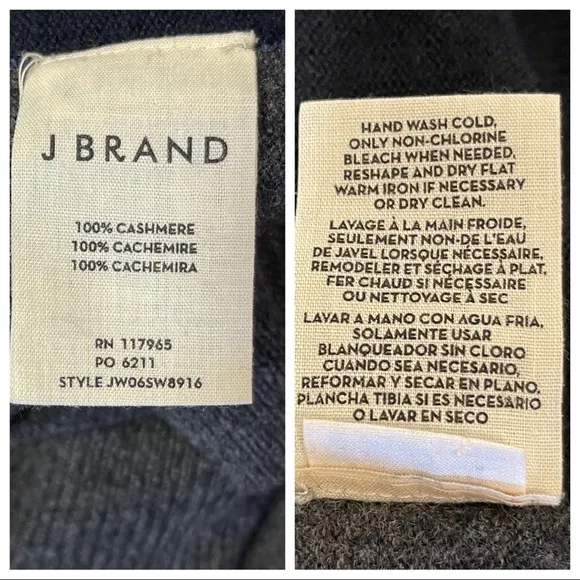 J BRAND
100% CASHMERE
100% CACHEMIRE
100% CACHEMIRA
RN 117965
PO 6211
STYLE JW06SW8916
HAND WASH COLD,
ONLY NON-CHLORINE
BLEACH WHEN NEEDED,
RESHAPE AND DRY FLAT
WARM IRON IF NECESSARY
OR DRY CLEAN.
LAVAGE À LA MAIN FROIDE,
SEULEMENT NON-DE L'EAU
DE JAVEL LORSQUE NÉCESSAIRE,
REMODELER ET SÉCHAGE À PLAT,
FER CHAUD SI NÉCESSAIRE
OU NETTOYAGE À SEC
LAVAR A MANO CON AGUA FRIA,
SOLAMENTE USAR
BLANQUEADOR SIN CLORO
CUANDO SEA NECESARIO,
REFORMAR Y SECAR EN PLANO,
PLANCHA TIBIA SI ES NECESARIO
O LAVAR EN SECO